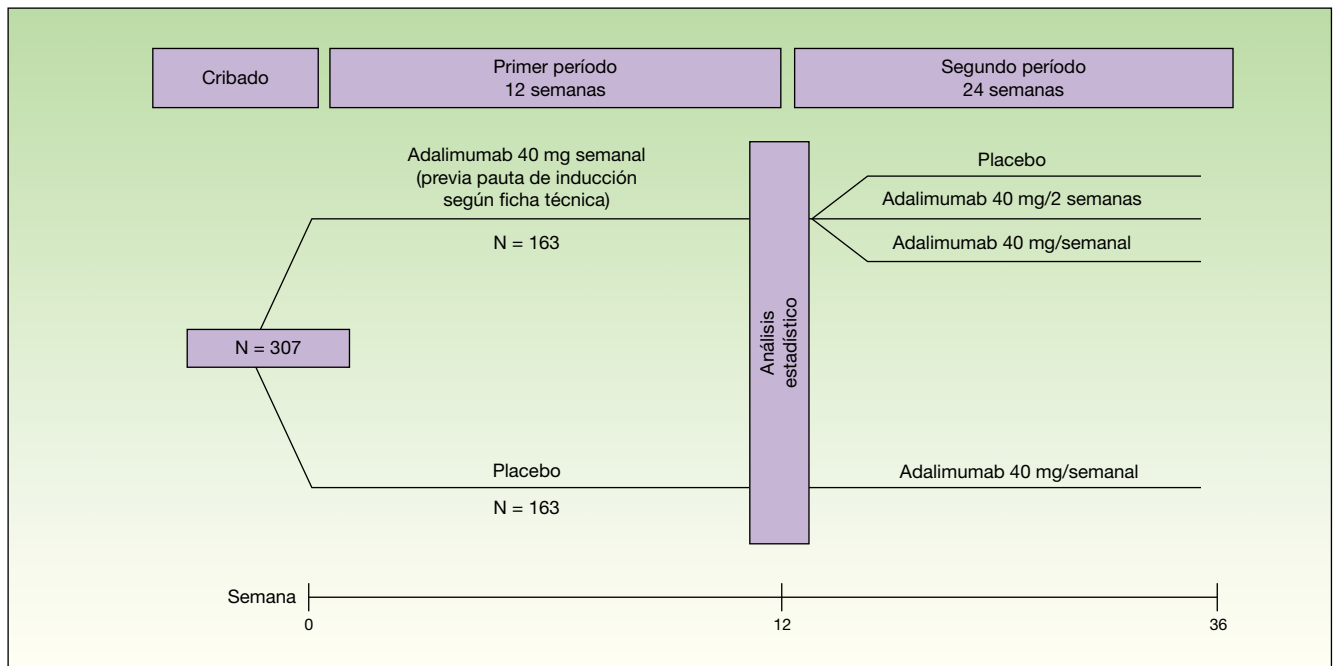 Cribado
Primer período
12 semanas
Segundo período
24 semanas
Adalimumab 40 mg semanal
(previa pauta de inducción
según ficha técnica)
N = 163
Placebo
Adalimumab 40 mg/2 semanas
Adalimumab 40 mg/semanal
N = 307
Análisis
estadístico
Placebo
N = 163
Adalimumab 40 mg/semanal
Semana
0
12
36